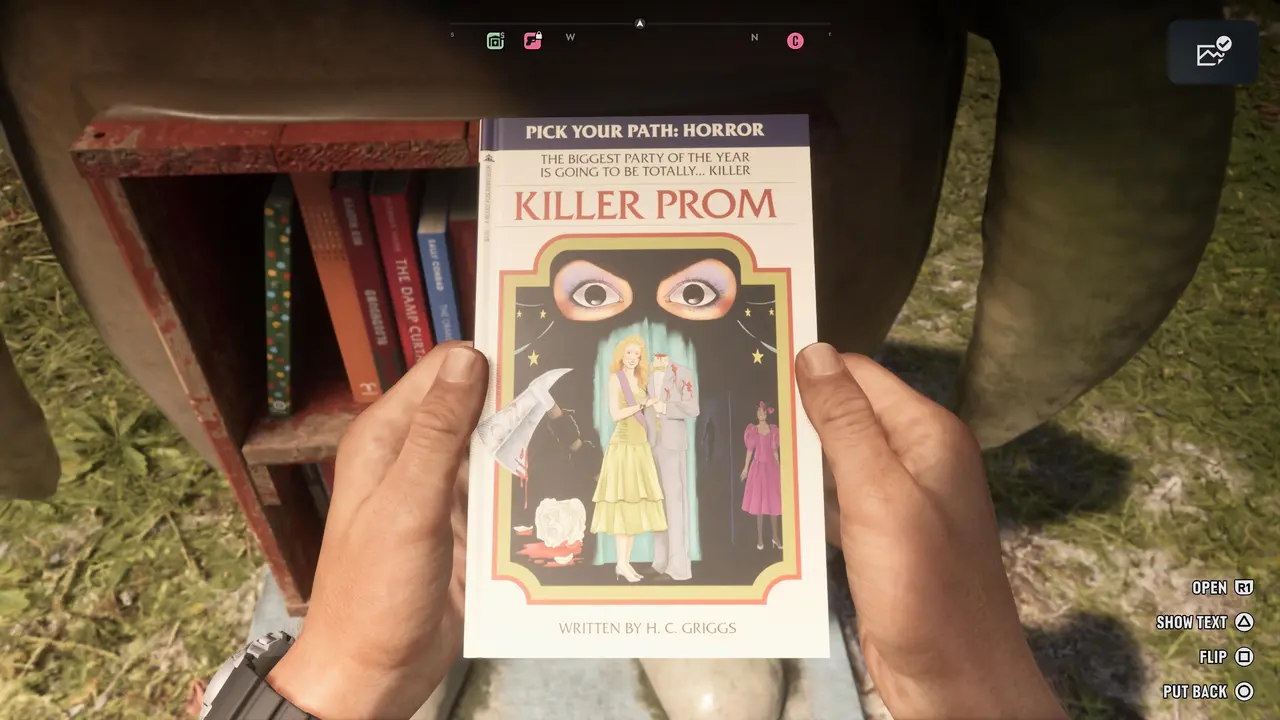 S
S
W
N
C
PICK YOUR PATH: HORROR
THE BIGGEST PARTY OF THE YEAR
IS GOING TO BE TOTALLY... KILLER
KILLER PROM
THE DAMP
WRITTEN BY H. C. GRIGGS
OPEN R1
SHOW TEXT
FLIP
PUT BACK